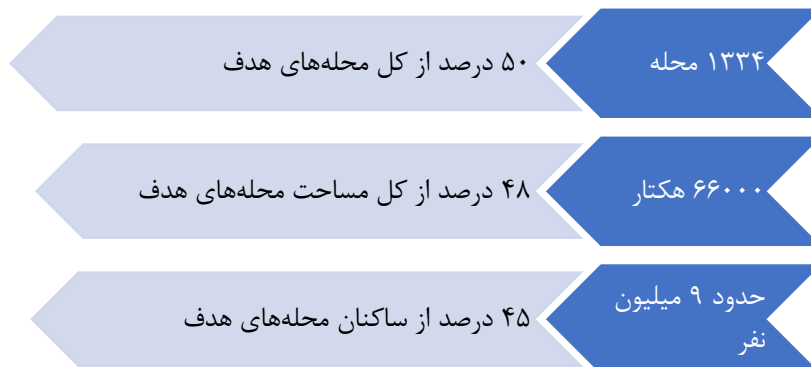 ۱۳۳۴ محله
۵۰ درصد از کل محله‌های هدف
۶۶۰۰۰ هکتار
۴۸ درصد از کل مساحت محله‌های هدف
حدود ۹ میلیون
نفر
۴۵ درصد از ساکنان محله‌های هدف